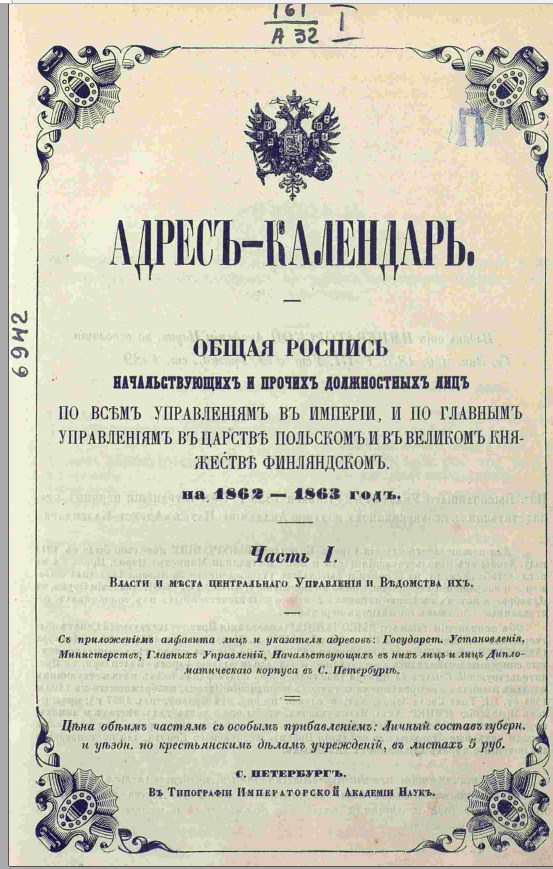 161
А 32 I
П
6942
АДРЕСЪ-КАЛЕНДАРЬ.
ОБЩАЯ РОСПИСЬ
НАЧАЛЬСТВУЮЩИХЪ И ПРОЧИХЪ ДОЛЖНОСТНЫХЪ ЛИЦЪ
ПО ВСѢМЪ УПРАВЛЕНІЯМЪ ВЪ ИМПЕРІИ, И ПО ГЛАВНЫМЪ
УПРАВЛЕНІЯМЪ ВЪ ЦАРСТВѢ ПОЛЬСКОМЪ И ВЪ ВЕЛИКОМЪ КНЯ-
ЖЕСТВѢ ФИНЛЯНДСКОМЪ.
на 1862 — 1863 годъ.
Часть I.
Власти и мѣста центральнаго Управленія и Вѣдомства ихъ.
Съ приложеніемъ алфавита лицъ и указателя адресовъ: Государст. Установленія,
Министерствъ, Главныхъ Управленій, Начальствующихъ въ нихъ лицъ и лицъ Дипло-
матическаго корпуса въ С. Петербургѣ.
Цѣна обѣимъ частямъ съ особымъ прибавленіемъ: Личный составъ губерн.
и уѣздн. по крестьянскимъ дѣламъ учрежденій, въ листахъ 5 руб.
С. ПЕТЕРБУРГЪ.
Въ Типографіи Императорской Академіи Наукъ.